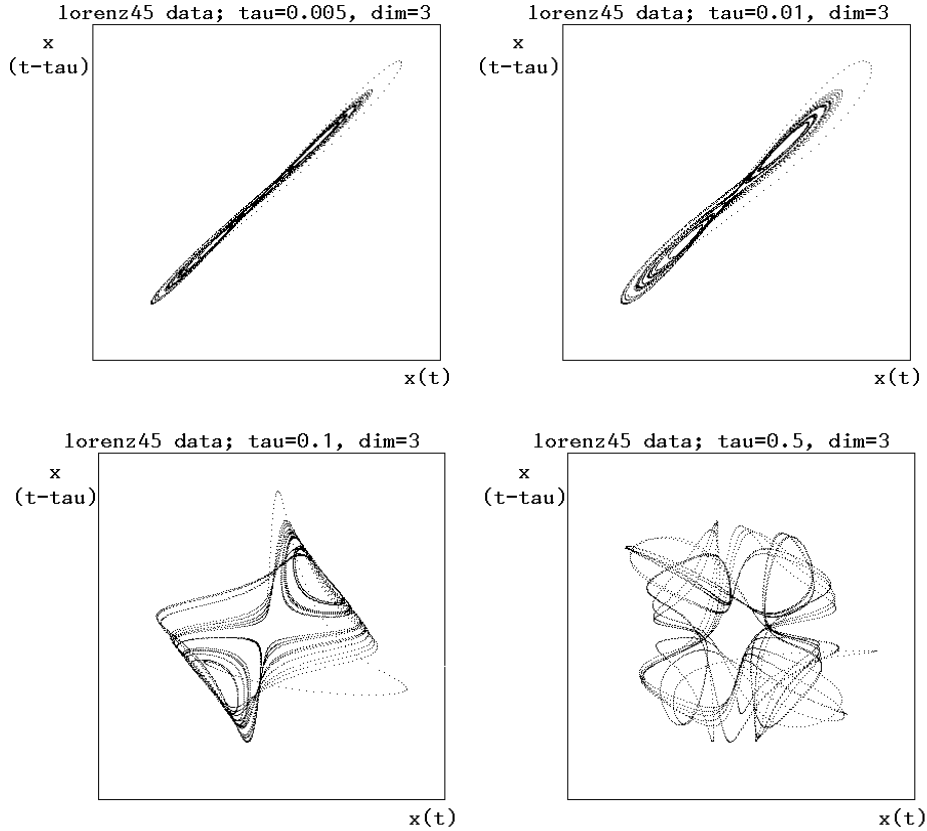 lorenz45 data; tau=0.005, dim=3
x
(t-tau)
x(t)
lorenz45 data; tau=0.01, dim=3
x
(t-tau)
x(t)
lorenz45 data; tau=0.1, dim=3
x
(t-tau)
x(t)
lorenz45 data; tau=0.5, dim=3
x
(t-tau)
x(t)